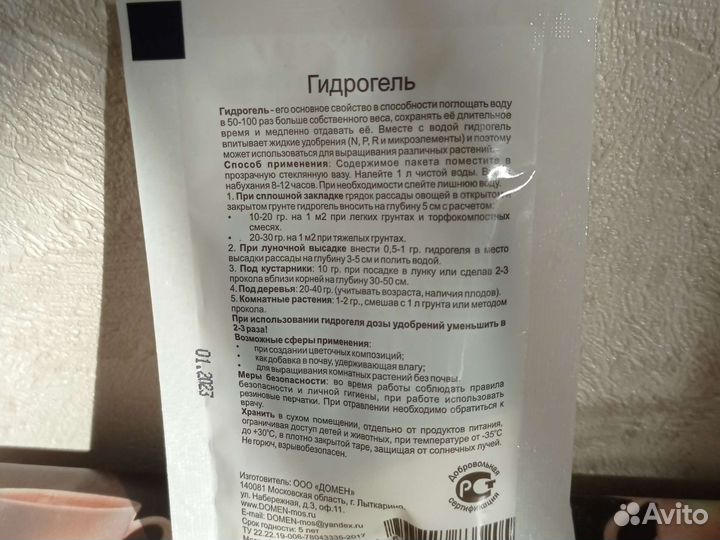 Гидрогель
Гидрогель - его основное свойство в способности поглощать воду
в 50-100 раз больше собственного веса, сохранять её длительное
время и медленно отдавать её. Вместе с водой гидрогель
впитывает жидкие удобрения (N, P, R и микроэлементы) и поэтому
может использоваться для выращивания различных растений.
Способ применения: Содержимое пакета поместите в
прозрачную стеклянную вазу. Налейте 1 л чистой воды.
набухания 8-12 часов. При необходимости слейте лишнюю воду.
1. При сплошной закладке грядок рассады овощей в открытом и
закрытом грунте гидрогель вносить на глубину 5 см с расчетом:
• 10-20 гр. на 1 м2 при легких грунтах и торфокомпостных
смесях.
• . 20-30 гр. на 1 м2 при тяжелых грунтах.
2. При луночной высадке внести 0,5-1 гр. гидрогеля в место
высадки рассады на глубину 3-5 см и полить водой.
3. Под кустарники: 10 гр. при посадке в лунку или сделав 2-3
прокола вблизи корней на глубину 30-50 см.
4. Под деревья: 20-40 гр. (учитывать возраста, наличия плодов).
5. Комнатные растения: 1-2 гр., смешав с 1 л грунта или методом
прокола.
При использовании гидрогеля дозы удобрений уменьшить в
2-3 раза!
Возможные сферы применения:
• при создании цветочных композиций;
• как добавка в почву, удерживающая влагу;
• для выращивания комнатных растений без почвы.
Меры безопасности: во время работы соблюдать правила
безопасности и личной гигиены, при работе использовать
резиновые перчатки. При отравлении необходимо обратиться к
врачу.
Хранить в сухом помещении, отдельно от продуктов питания,
ограничивая доступ детей и животных, при температуре от -35°С
до +30°С, в плотно закрытой таре, защищая от солнечных лучей.
Не горюч, взрывобезопасен.
01.2023
Изготовитель: ООО «ДОМЕН»
140081 Московская область, г. Лыткарино
ул. Набережная, д.3, оф.11.
www.DOMEN-mos.ru
E-mail: DOMEN-mos@yandex.ru
Срок годности: 5 лет
ТУ 22.22.19-006-78043335-2017
Добровольная
РСТ
сертификация
Avito